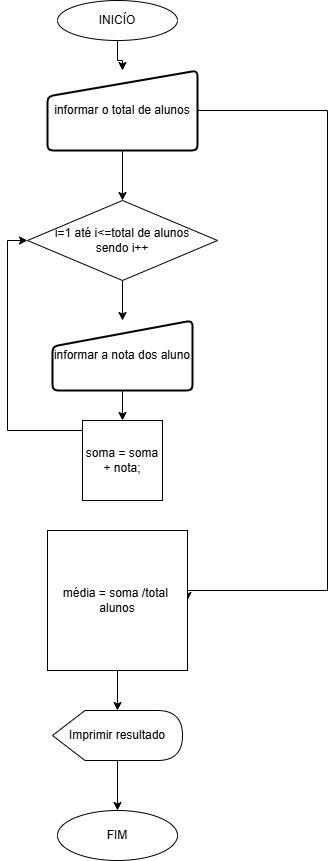 INICÍO
informar o total de alunos
i=1 até i<=total de alunos
sendo i++
informar a nota dos aluno
soma = soma
+ nota;
média = soma /total
alunos
Imprimir resultado
FIM